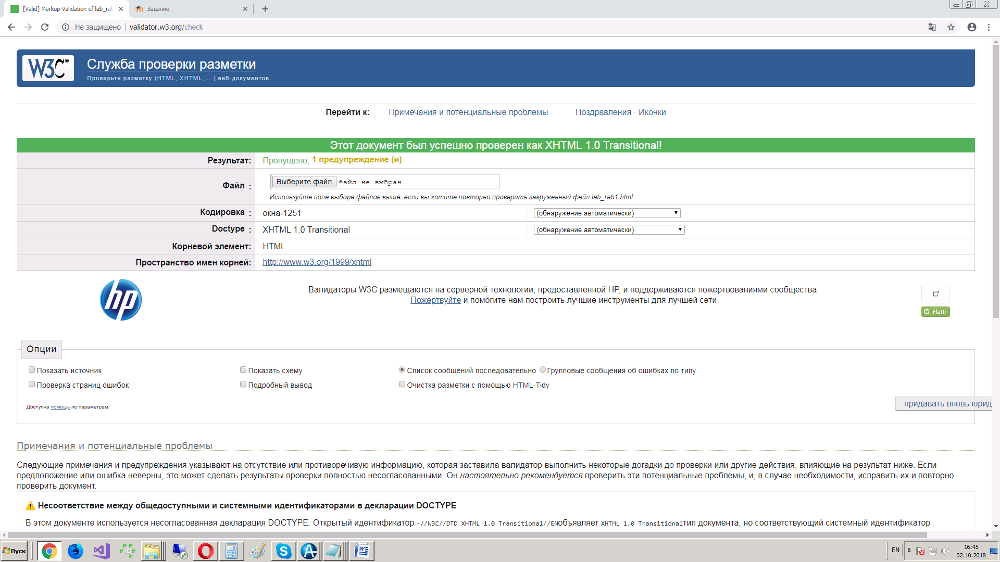 [Valid] Markup Validation of lab_rab
Задание
Не защищено
validator.w3.org/check
W3C®
Служба проверки разметки
Проверьте разметку (HTML, XHTML, ...) веб-документов
Перейти к: Примечания и потенциальные проблемы Поздравления · Иконки
Этот документ был успешно проверен как XHTML 1.0 Transitional!
Результат: Пропущено, 1 предупреждение (и)
Файл : Выберите файл Файл не выбран
Используйте поле выбора файлов выше, если вы хотите повторно проверить загруженный файл lab_rab1.html
Кодировка : окна-1251 (обнаружение автоматически)
Doctype : XHTML 1.0 Transitional (обнаружение автоматически)
Корневой элемент: HTML
Пространство имен корней: http://www.w3.org/1999/xhtml
hp
Валидаторы W3C размещаются на серверной технологии, предоставленной HP, и поддерживаются пожертвованиями сообщества.
Пожертвуйте и помогите нам построить лучшие инструменты для лучшей сети.
Flattr
Опции
Показать источник Показать схему Список сообщений последовательно Групповые сообщения об ошибках по типу
Проверка страниц ошибок Подробный вывод Очистка разметки с помощью HTML-Tidy
придавать вновь юрид
Доступна помощь по параметрам.
Примечания и потенциальные проблемы
Следующие примечания и предупреждения указывают на отсутствие или противоречивую информацию, которая заставила валидатор выполнить некоторые догадки до проверки или другие действия, влияющие на результат ниже. Если
предположение или ошибка неверны, это может сделать результаты проверки полностью несогласованными. Он настоятельно рекомендуется проверить эти потенциальные проблемы, и, в случае необходимости, исправить их и повторно
проверить документ.
Несоответствие между общедоступными и системными идентификаторами в декларации DOCTYPE
В этом документе используется несогласованная декларация DOCTYPE. Открытый идентификатор -//W3C//DTD XHTML 1.0 Transitional//ENобъявляет XHTML 1.0 Transitionalтип документа, но соответствующий системный идентификатор
Пуск
EN
16:45
02.10.2018